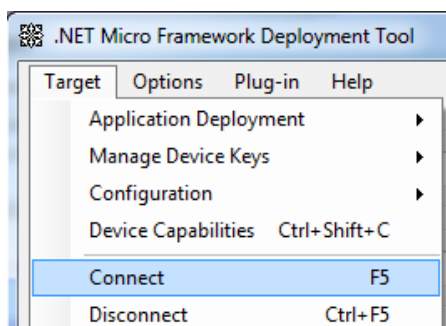 .NET Micro Framework Deployment Tool
Target Options Plug-in Help
Application Deployment
Manage Device Keys
Configuration
Device Capabilities Ctrl+Shift+C
Connect F5
Disconnect Ctrl+F5